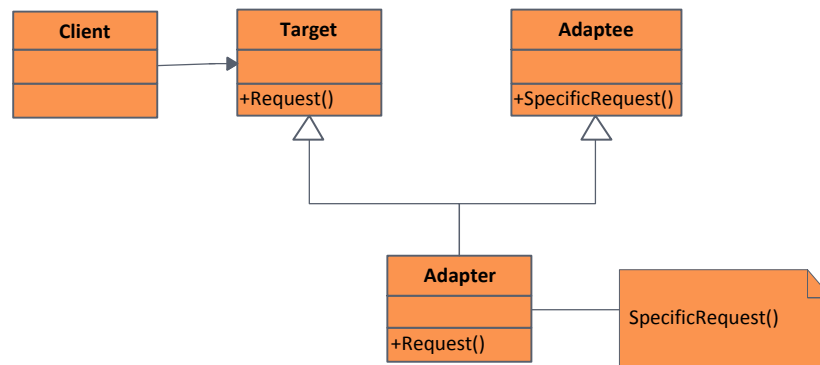 Client
Target
Adaptee
+Request()
+SpecificRequest()
Adapter
SpecificRequest()
+Request()